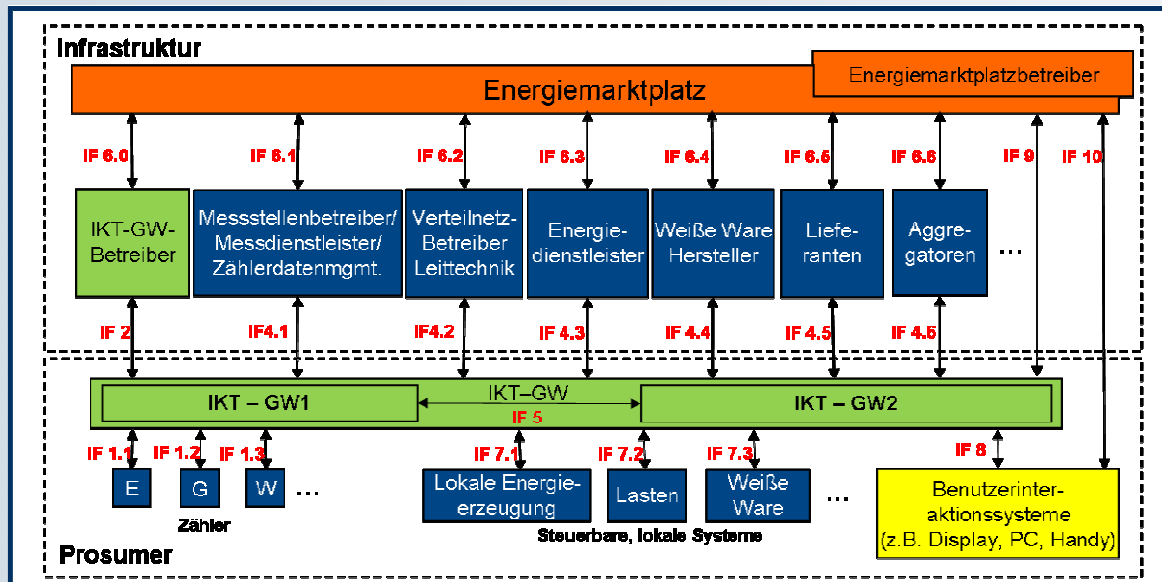 Infrastruktur
Energiemarktplatzbetreiber
Energiemarktplatz
IF 6.0
IF 6.1
IF 6.2
IF 6.3
IF 6.4
IF 6.5
IF 6.6
IF 9
IF 10
IKT-GW-
Betreiber
Messstellenbetreiber/
Messdienstleister/
Zählerdatenmgmt.
Verteilnetz-
Betreiber
Leittechnik
Energie-
dienstleister
Weiße Ware
Hersteller
Liefe-
ranten
Aggre-
gatoren
...
IF 2
IF4.1
IF4.2
IF 4.3
IF 4.4
IF 4.5
IF 4.6
IKT – GW1
IKT–GW
IF 5
IKT – GW2
IF 1.1
IF 1.2
IF 1.3
IF 7.1
IF 7.2
IF 7.3
IF 8
E
G
W
...
Zähler
Lokale Energie-
erzeugung
Lasten
Weiße
Ware
...
Steuerbare, lokale Systeme
Benutzerinter-
aktionssysteme
(z.B. Display, PC, Handy)
Prosumer